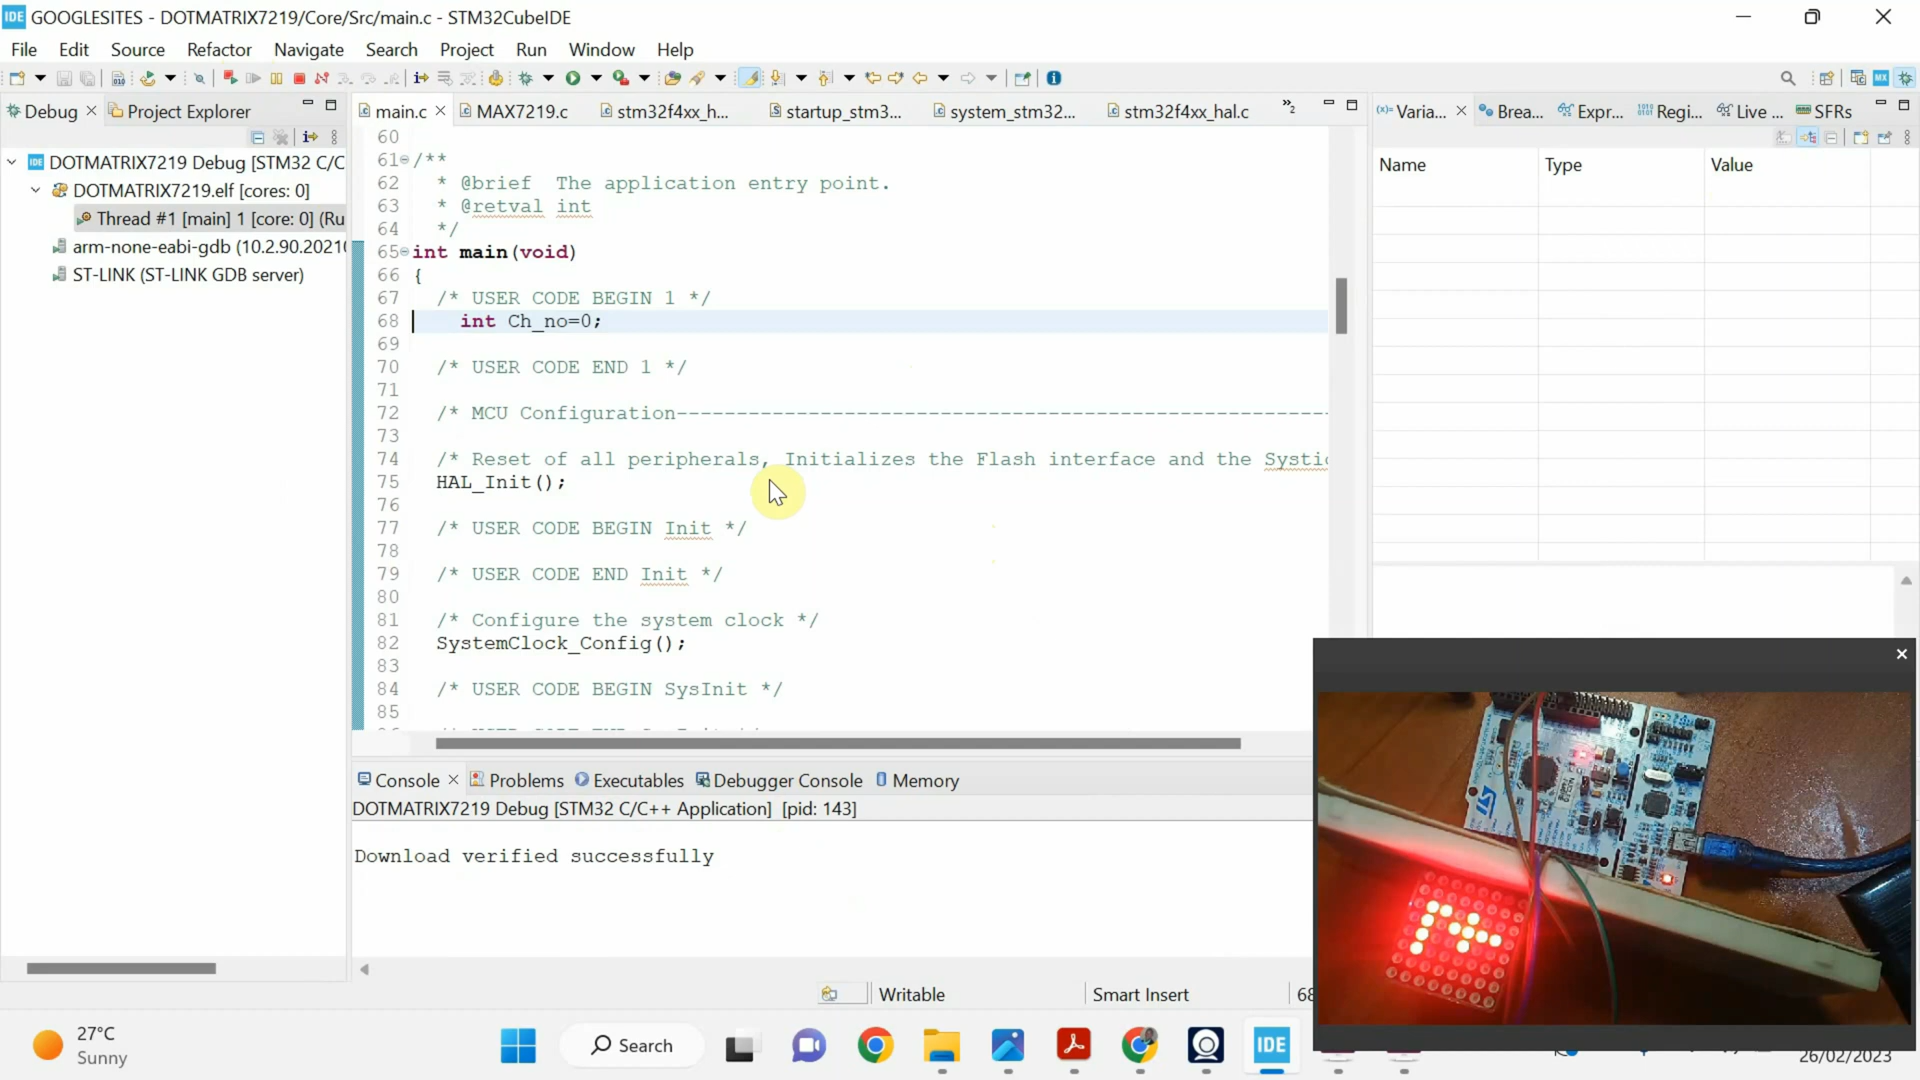 IDE GOOGLESITES - DOTMATRIX7219/Core/Src/main.c - STM32CubeIDE
File Edit Source Refactor Navigate Search Project Run Window Help
Debug Project Explorer
DOTMATRIX7219 Debug [STM32 C/C
DOTMATRIX7219.elf [cores: 0]
Thread #1 [main] 1 [core: 0] (Ru
arm-none-eabi-gdb (10.2.90.2021
ST-LINK (ST-LINK GDB server)
main.c MAX7219.c stm32f4xx_h... startup_stm3... system_stm32... stm32f4xx_hal.c »2
60
61 /**
62 * @brief The application entry point.
63 * @retval int
64 */
65 int main(void)
66 {
67 /* USER CODE BEGIN 1 */
68 int Ch_no=0;
69
70 /* USER CODE END 1 */
71
72 /* MCU Configuration------------------------------------------------------
73
74 /* Reset of all peripherals, Initializes the Flash interface and the Systi
75 HAL_Init();
76
77 /* USER CODE BEGIN Init */
78
79 /* USER CODE END Init */
80
81 /* Configure the system clock */
82 SystemClock_Config();
83
84 /* USER CODE BEGIN SysInit */
85
Varia... Brea... Expr... Regi... Live ... SFRs
Name Type Value
Console Problems Executables Debugger Console Memory
DOTMATRIX7219 Debug [STM32 C/C++ Application] [pid: 143]
Download verified successfully
Writable Smart Insert 68
27°C
Sunny
Search
IDE
26/02/2023